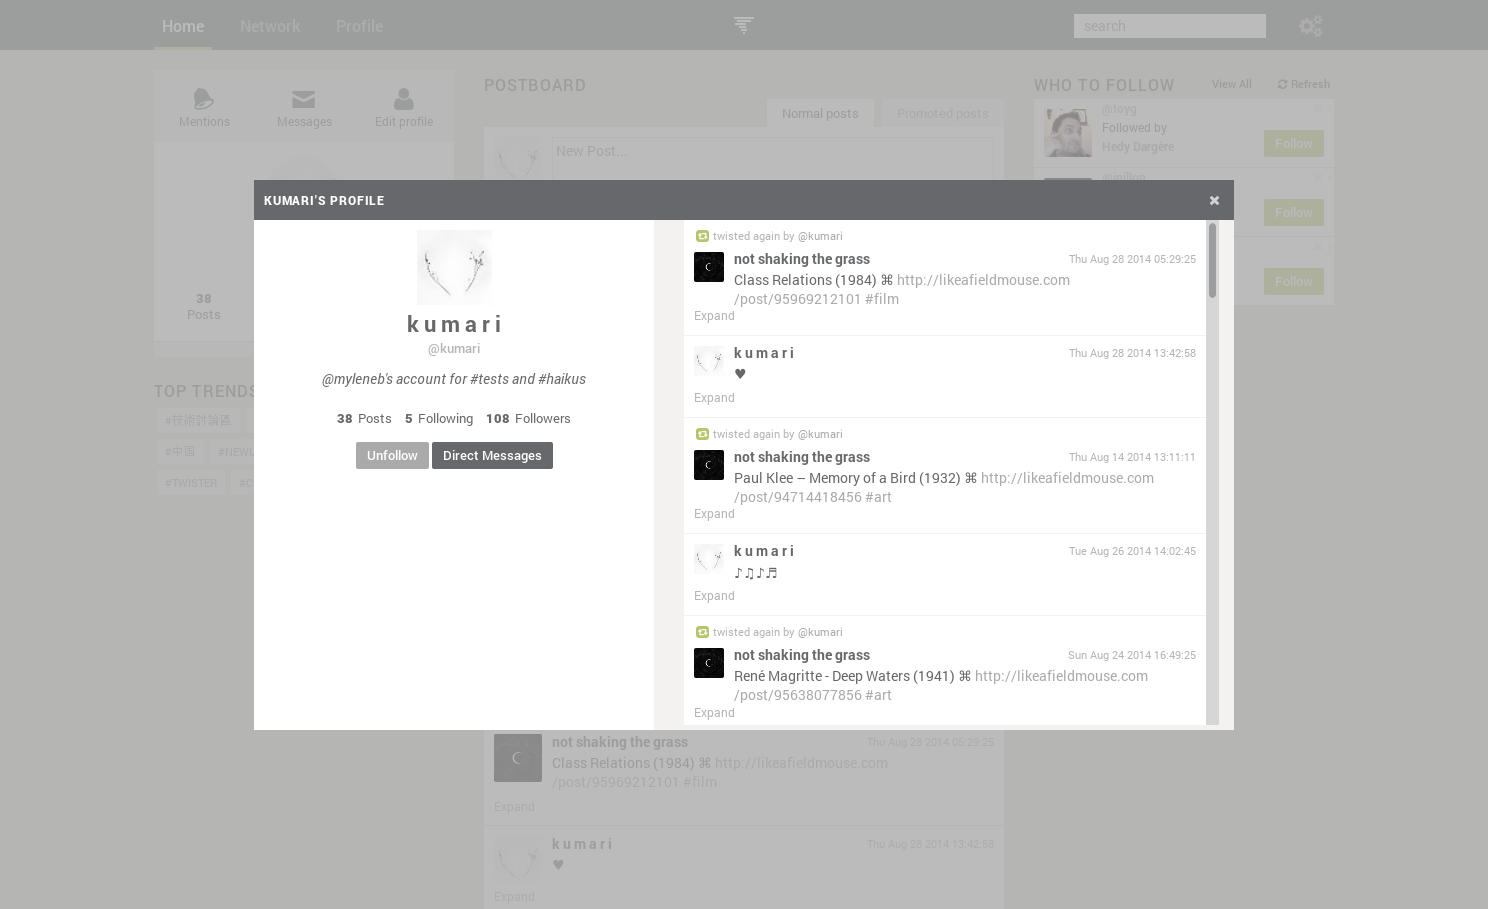 Home
Network
Profile
search
Mentions
Messages
Edit profile
38
Posts
TOP TRENDS
#技術討論區
#中国
#TWISTER
POSTBOARD
Normal posts
Promoted posts
New Post...
WHO TO FOLLOW
View All
Refresh
@toyg
Followed by
Hedy Dargère
Follow
Follow
Follow
KUMARI'S PROFILE
kumari
@kumari
@myleneb's account for #tests and #haikus
38 Posts 5 Following 108 Followers
Unfollow
Direct Messages
twisted again by @kumari
not shaking the grass
Thu Aug 28 2014 05:29:25
Class Relations (1984) ⌘ http://likeafieldmouse.com
/post/95969212101 #film
Expand
kumari
Thu Aug 28 2014 13:42:58
♥
Expand
twisted again by @kumari
not shaking the grass
Thu Aug 14 2014 13:11:11
Paul Klee – Memory of a Bird (1932) ⌘ http://likeafieldmouse.com
/post/94714418456 #art
Expand
kumari
Tue Aug 26 2014 14:02:45
♪♫♪♬
Expand
twisted again by @kumari
not shaking the grass
Sun Aug 24 2014 16:49:25
René Magritte - Deep Waters (1941) ⌘ http://likeafieldmouse.com
/post/95638077856 #art
Expand
not shaking the grass
Thu Aug 28 2014 05:29:25
Class Relations (1984) ⌘ http://likeafieldmouse.com
/post/95969212101 #film
Expand
kumari
Thu Aug 28 2014 13:42:58
♥
Expand